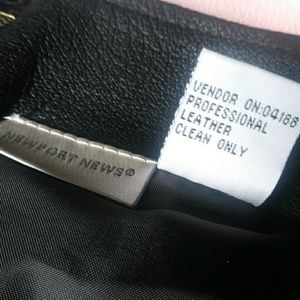 NEWPORT NEWS®
VENDOR ON:04188
PROFESSIONAL
LEATHER
CLEAN ONLY